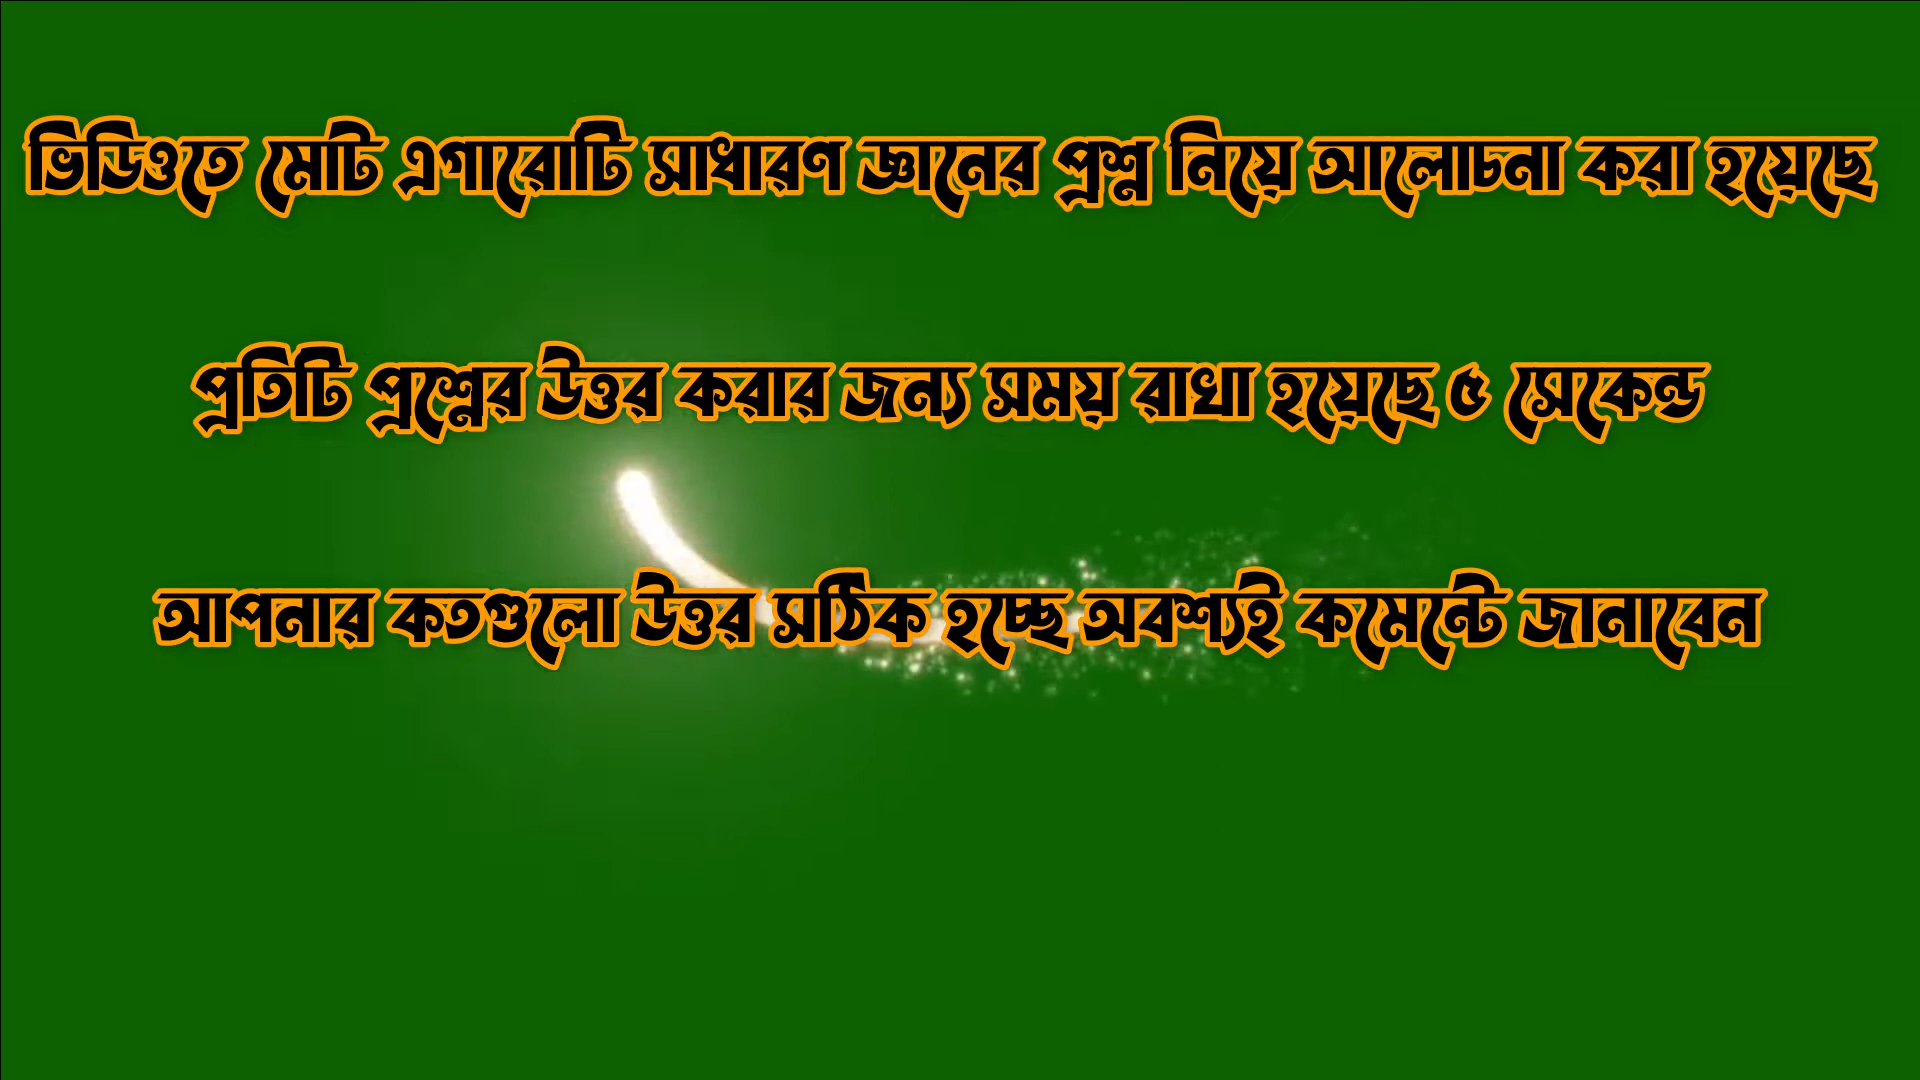 ভিডিওতে মোট এগারোটি সাধারণ জ্ঞানের প্রশ্ন নিয়ে আলোচনা করা হয়েছে
প্রতিটি প্রশ্নের উত্তর করার জন্য সময় রাখা হয়েছে ৫ সেকেন্ড
আপনার কতগুলো উত্তর সঠিক হচ্ছে অবশ্যই কমেন্টে জানাবেন